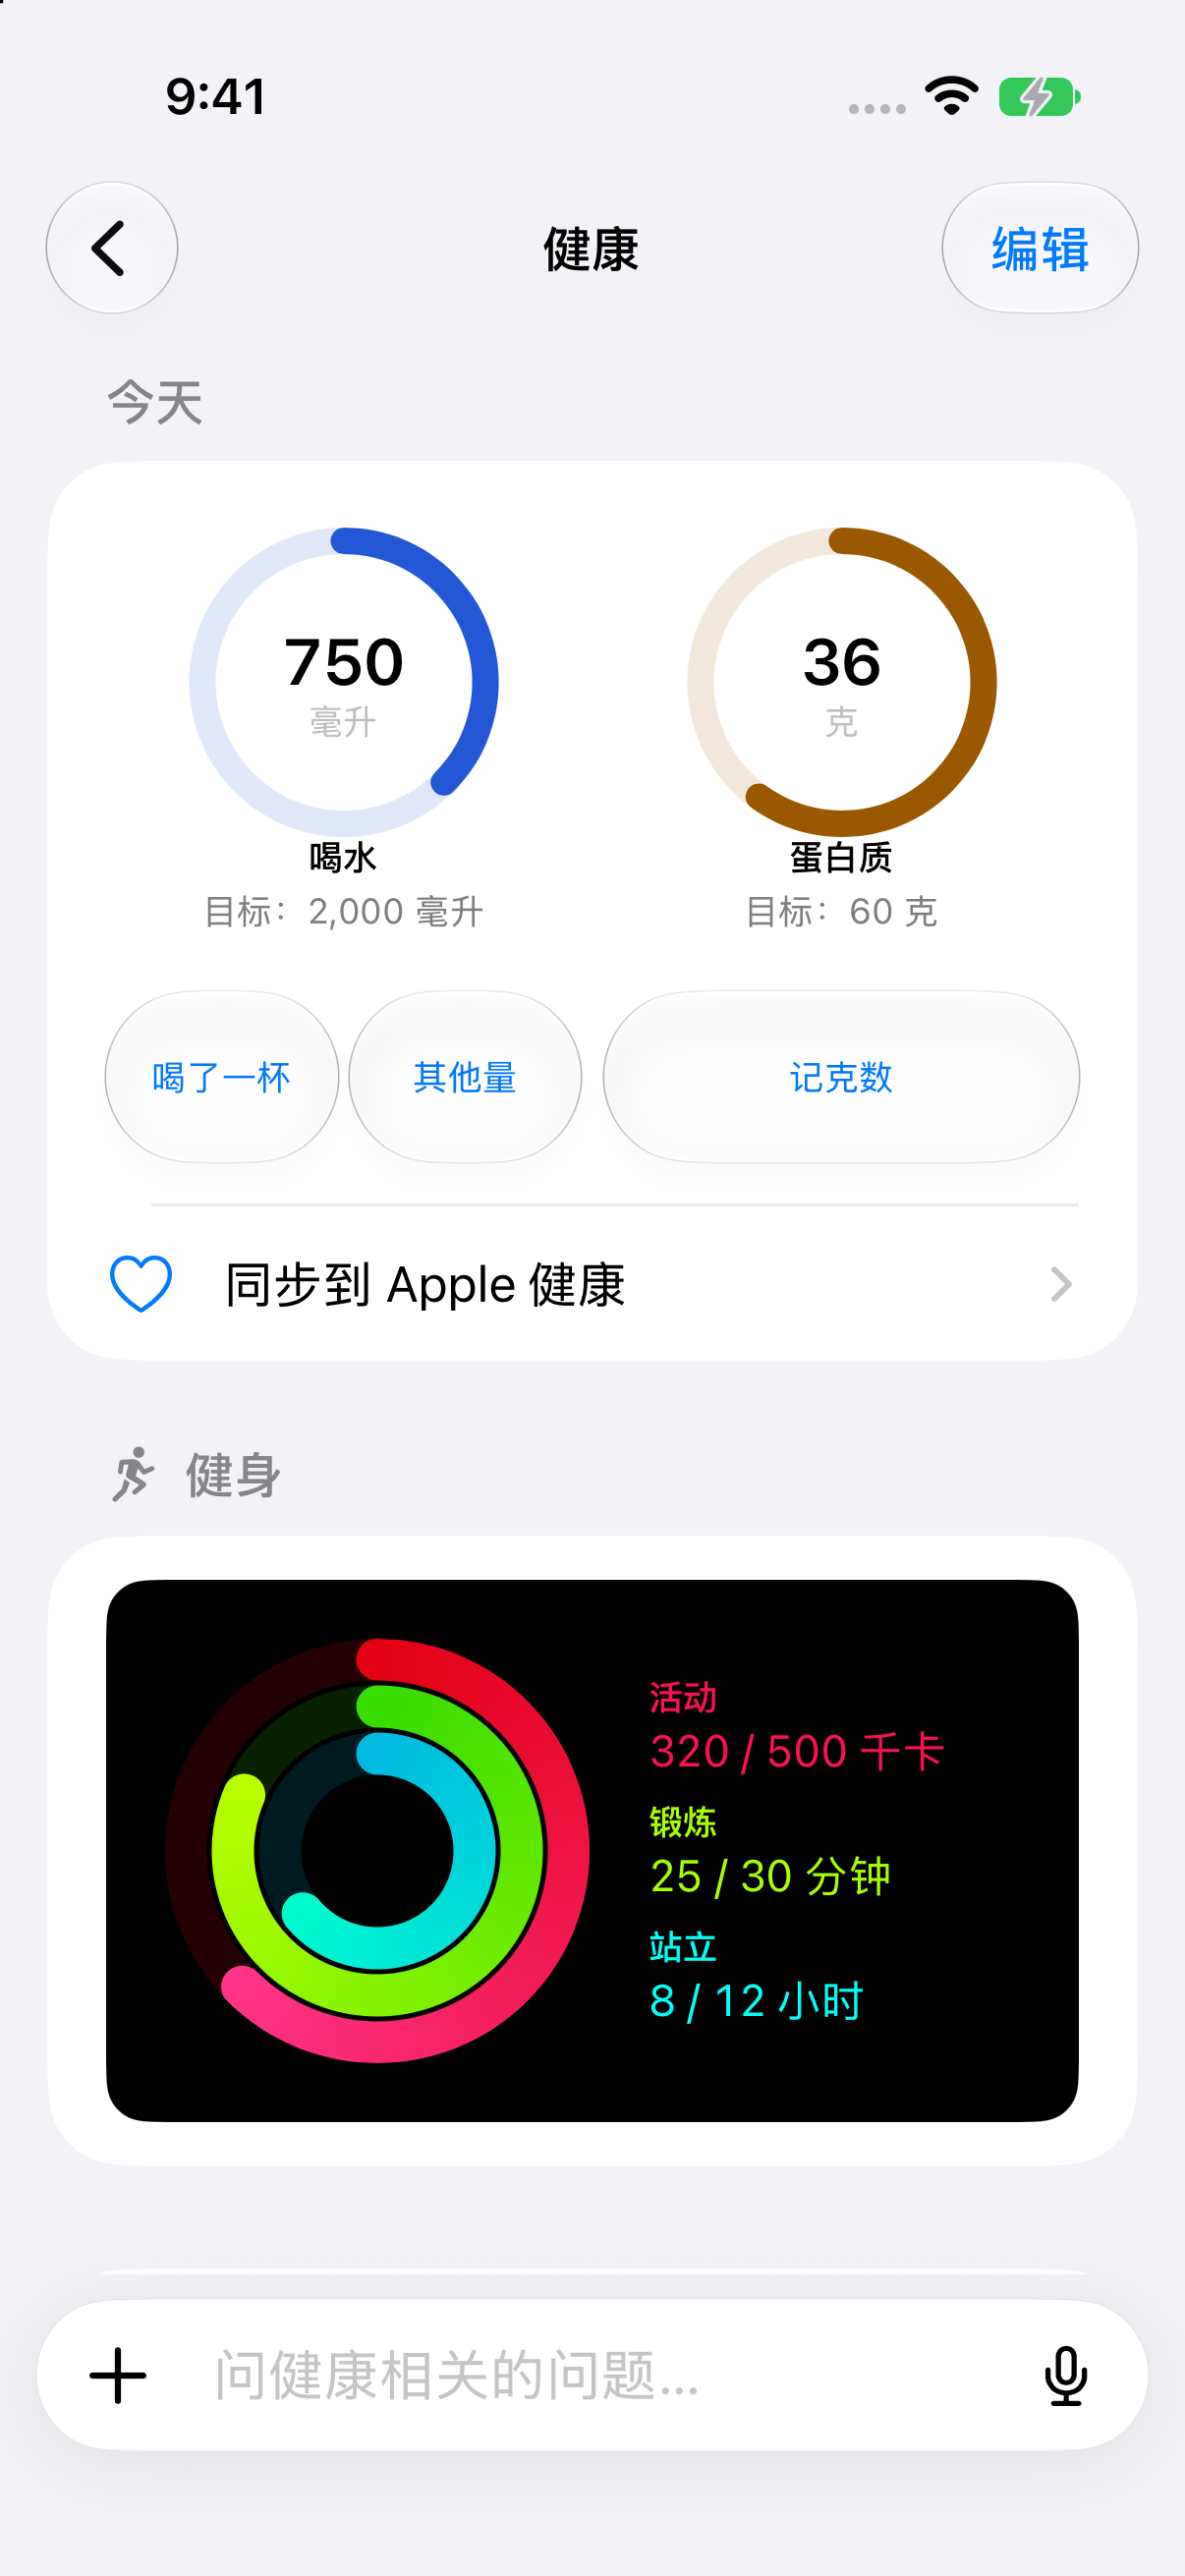 9:41
健康
编辑
今天
750
毫升
36
克
喝水
目标：2,000 毫升
蛋白质
目标：60 克
喝了一杯
其他量
记克数
同步到 Apple 健康
健身
活动
320 / 500 千卡
锻炼
25 / 30 分钟
站立
8 / 12 小时
问健康相关的问题...